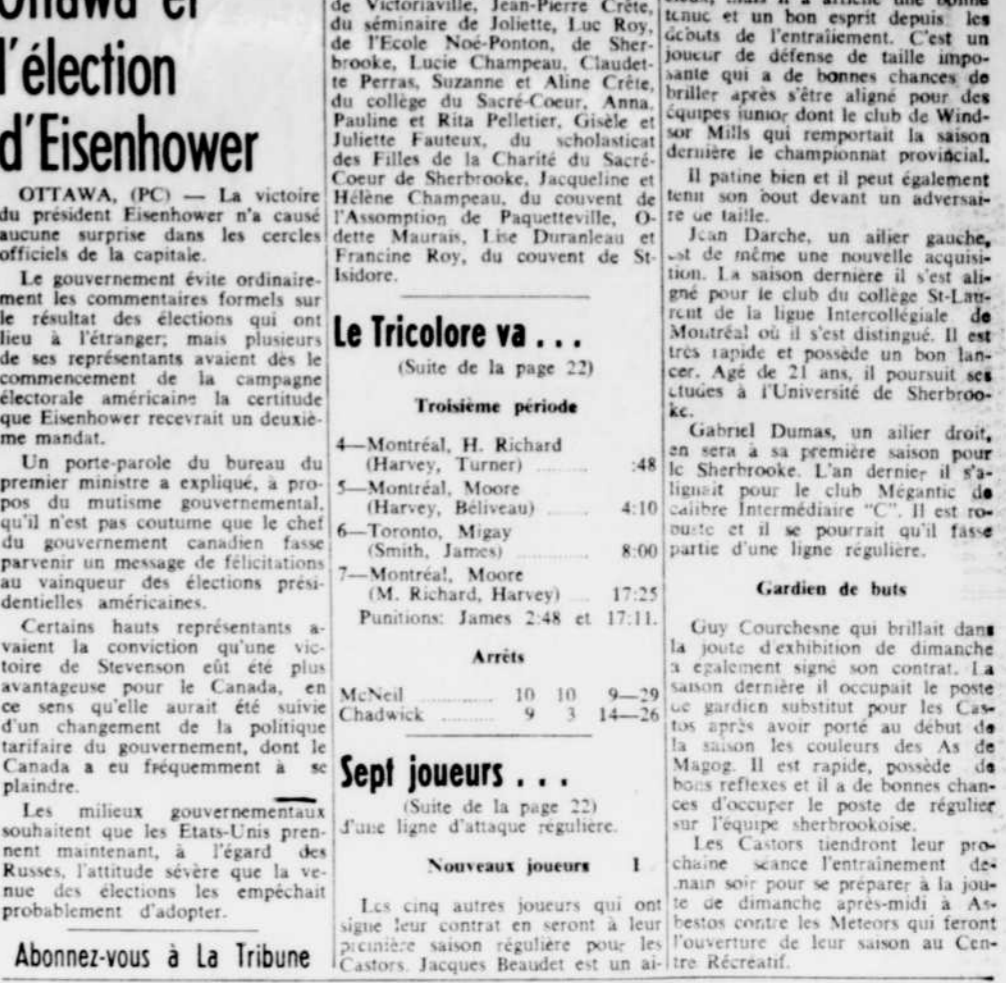 Ottawa et
l'élection
d'Eisenhower
OTTAWA, (PC) — La victoire
du président Eisenhower n'a causé
aucune surprise dans les cercles
officiels de la capitale.
Le gouvernement évite ordinaire-
ment les commentaires formels sur
le résultat des élections qui ont
lieu à l'étranger; mais plusieurs
de ses représentants avaient dès le
commencement de la campagne
électorale américaine la certitude
que Eisenhower recevrait un deuxiè-
me mandat.
Un porte-parole du bureau du
premier ministre a expliqué, à pro-
pos du mutisme gouvernemental,
qu'il n'est pas coutume que le chef
du gouvernement canadien fasse
parvenir un message de félicitations
au vainqueur des élections prési-
dentielles américaines.
Certains hauts représentants a-
vaient la conviction qu'une vic-
toire de Stevenson eût été plus
avantageuse pour le Canada, en
ce sens qu'elle aurait été suivie
d'un changement de la politique
tarifaire du gouvernement, dont le
Canada a eu fréquemment à se
plaindre.
Les milieux gouvernementaux
souhaitent que les Etats-Unis pren-
nent maintenant, à l'égard des
Russes, l'attitude sévère que la ve-
nue des élections les empêchait
probablement d'adopter.
Abonnez-vous à La Tribune
de Victoriaville, Jean-Pierre Crête,
du séminaire de Joliette, Luc Roy,
de l'Ecole Noé-Ponton, de Sher-
brooke, Lucie Champeau, Claudet-
te Perras, Suzanne et Aline Crête,
du collège du Sacré-Coeur, Anna,
Pauline et Rita Pelletier, Gisèle et
Juliette Fauteux, du scholasticat
des Filles de la Charité du Sacré-
Coeur de Sherbrooke, Jacqueline et
Hélène Champeau, du couvent de
l'Assomption de Paquetteville, O-
dette Maurais, Lise Duranleau et
Francine Roy, du couvent de St-
Isidore.
Le Tricolore va . . .
(Suite de la page 22)
Troisième période
4—Montréal, H. Richard
(Harvey, Turner) ........ :48
5—Montréal, Moore
(Harvey, Béliveau) ........ 4:10
6—Toronto, Migay
(Smith, James) ........ 8:00
7—Montréal, Moore
(M. Richard, Harvey) .... 17:25
Punitions: James 2:48 et 17:11.
Arrêts
McNeil ........ 10 10 9—29
Chadwick ........ 9 3 14—26
Sept joueurs . . .
(Suite de la page 22)
d'une ligne d'attaque régulière.
Nouveaux joueurs 1
Les cinq autres joueurs qui ont
signé leur contrat en seront à leur
première saison régulière pour les
Castors. Jacques Beaudet est un ai-
mais il a affiché une bonne
tenue et un bon esprit depuis les
débuts de l'entraîiement. C'est un
joueur de défense de taille impo-
sante qui a de bonnes chances de
briller après s'être aligné pour des
équipes junior dont le club de Wind-
sor Mills qui remportait la saison
dernière le championnat provincial.
Il patine bien et il peut également
tenir son bout devant un adversai-
re de taille.
Jean Darche, un ailier gauche,
est de même une nouvelle acquisi-
tion. La saison dernière il s'est ali-
gné pour le club du collège St-Lau-
rent de la ligue Intercollégiale de
Montréal où il s'est distingué. Il est
très rapide et possède un bon lan-
cer. Agé de 21 ans, il poursuit ses
études à l'Université de Sherbroo-
ke.
Gabriel Dumas, un ailier droit,
en sera à sa première saison pour
le Sherbrooke. L'an dernier il s'a-
lignait pour le club Mégantic de
calibre Intermédiaire "C". Il est ro-
buste et il se pourrait qu'il fasse
partie d'une ligne régulière.
Gardien de buts
Guy Courchesne qui brillait dans
la joute d'exhibition de dimanche
a également signé son contrat. La
saison dernière il occupait le poste
de gardien substitut pour les Cas-
tos après avoir porté au début de
la saison les couleurs des As de
Magog. Il est rapide, possède de
bons reflexes et il a de bonnes chan-
ces d'occuper le poste de régulier
sur l'équipe sherbrookoise.
Les Castors tiendront leur pro-
chaine séance l'entraînement de-
main soir pour se préparer à la jou-
te de dimanche après-midi à As-
bestos contre les Meteors qui feront
l'ouverture de leur saison au Cen-
tre Récréatif.